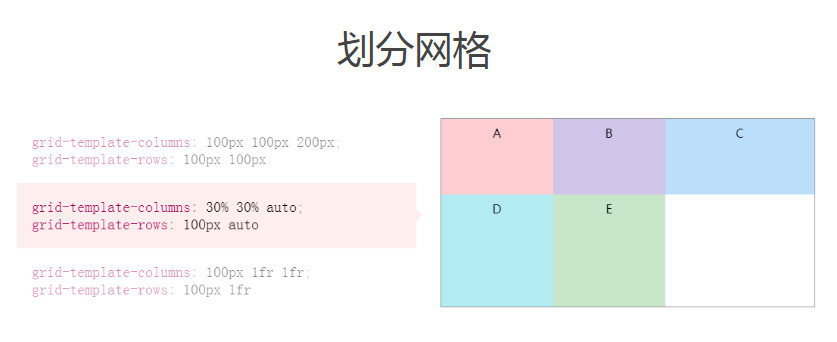 划分网格
grid-template-columns: 100px 100px 200px;
grid-template-rows: 100px 100px
grid-template-columns: 30% 30% auto;
grid-template-rows: 100px auto
grid-template-columns: 100px 1fr 1fr;
grid-template-rows: 100px 1fr
A B C
D E